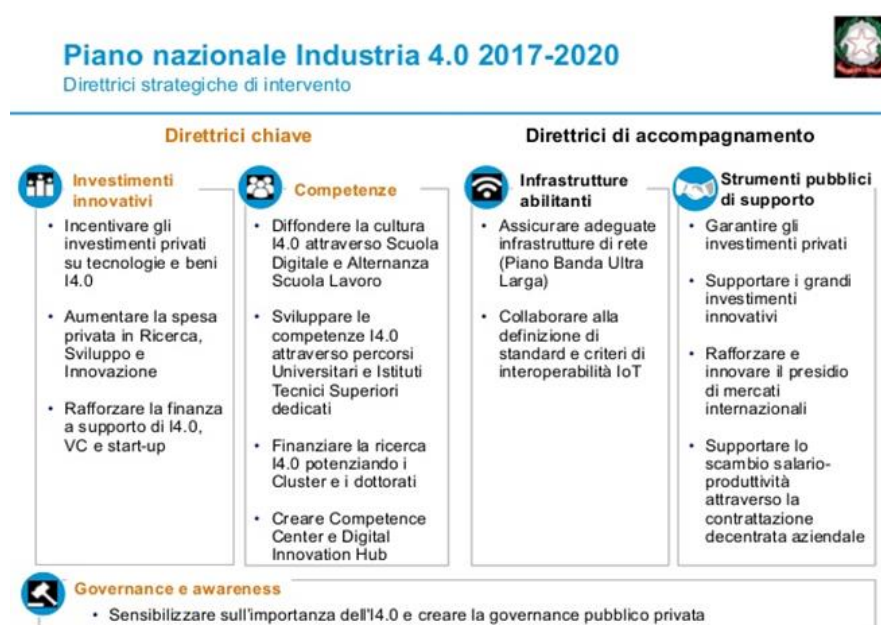 Piano nazionale Industria 4.0 2017-2020
Direttrici strategiche di intervento
Direttrici chiave
Direttrici di accompagnamento
Investimenti
innovativi
• Incentivare gli
investimenti privati
su tecnologie e beni
I4.0
• Aumentare la spesa
privata in Ricerca,
Sviluppo e
Innovazione
• Rafforzare la finanza
a supporto di I4.0,
VC e start-up
Competenze
• Diffondere la cultura
I4.0 attraverso Scuola
Digitale e Alternanza
Scuola Lavoro
• Sviluppare le
competenze I4.0
attraverso percorsi
Universitari e Istituti
Tecnici Superiori
dedicati
• Finanziare la ricerca
I4.0 potenziando i
Cluster e i dottorati
• Creare Competence
Center e Digital
Innovation Hub
Infrastrutture
abilitanti
• Assicurare adeguate
infrastrutture di rete
(Piano Banda Ultra
Larga)
• Collaborare alla
definizione di
standard e criteri di
interoperabilità IoT
Strumenti pubblici
di supporto
• Garantire gli
investimenti privati
• Supportare i grandi
investimenti
innovativi
• Rafforzare e
innovare il presidio
di mercati
internazionali
• Supportare lo
scambio salario-
produttività
attraverso la
contrattazione
decentrata aziendale
Governance e awareness
• Sensibilizzare sull'importanza dell'I4.0 e creare la governance pubblico privata